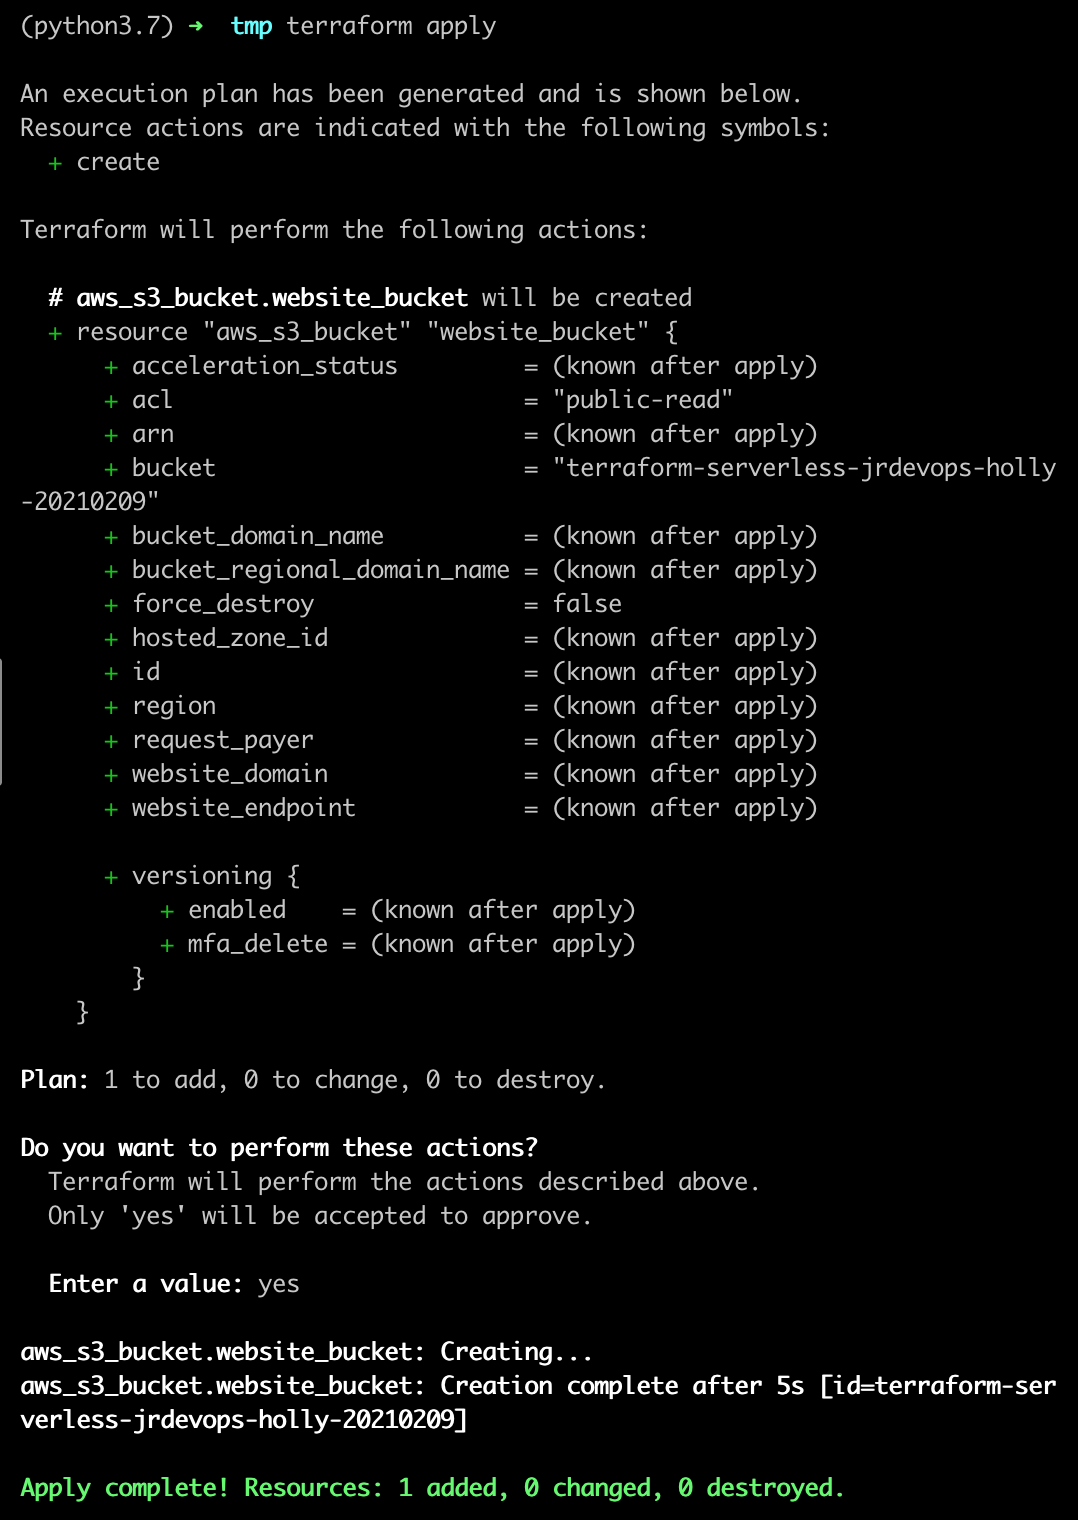 (python3.7) ➜  tmp terraform apply

An execution plan has been generated and is shown below.
Resource actions are indicated with the following symbols:
  + create

Terraform will perform the following actions:

  # aws_s3_bucket.website_bucket will be created
  + resource "aws_s3_bucket" "website_bucket" {
      + acceleration_status         = (known after apply)
      + acl                         = "public-read"
      + arn                         = (known after apply)
      + bucket                      = "terraform-serverless-jrdevops-holly
-20210209"
      + bucket_domain_name          = (known after apply)
      + bucket_regional_domain_name = (known after apply)
      + force_destroy               = false
      + hosted_zone_id              = (known after apply)
      + id                          = (known after apply)
      + region                      = (known after apply)
      + request_payer               = (known after apply)
      + website_domain              = (known after apply)
      + website_endpoint            = (known after apply)

      + versioning {
          + enabled    = (known after apply)
          + mfa_delete = (known after apply)
        }
    }

Plan: 1 to add, 0 to change, 0 to destroy.

Do you want to perform these actions?
  Terraform will perform the actions described above.
  Only 'yes' will be accepted to approve.

  Enter a value: yes

aws_s3_bucket.website_bucket: Creating...
aws_s3_bucket.website_bucket: Creation complete after 5s [id=terraform-ser
verless-jrdevops-holly-20210209]

Apply complete! Resources: 1 added, 0 changed, 0 destroyed.